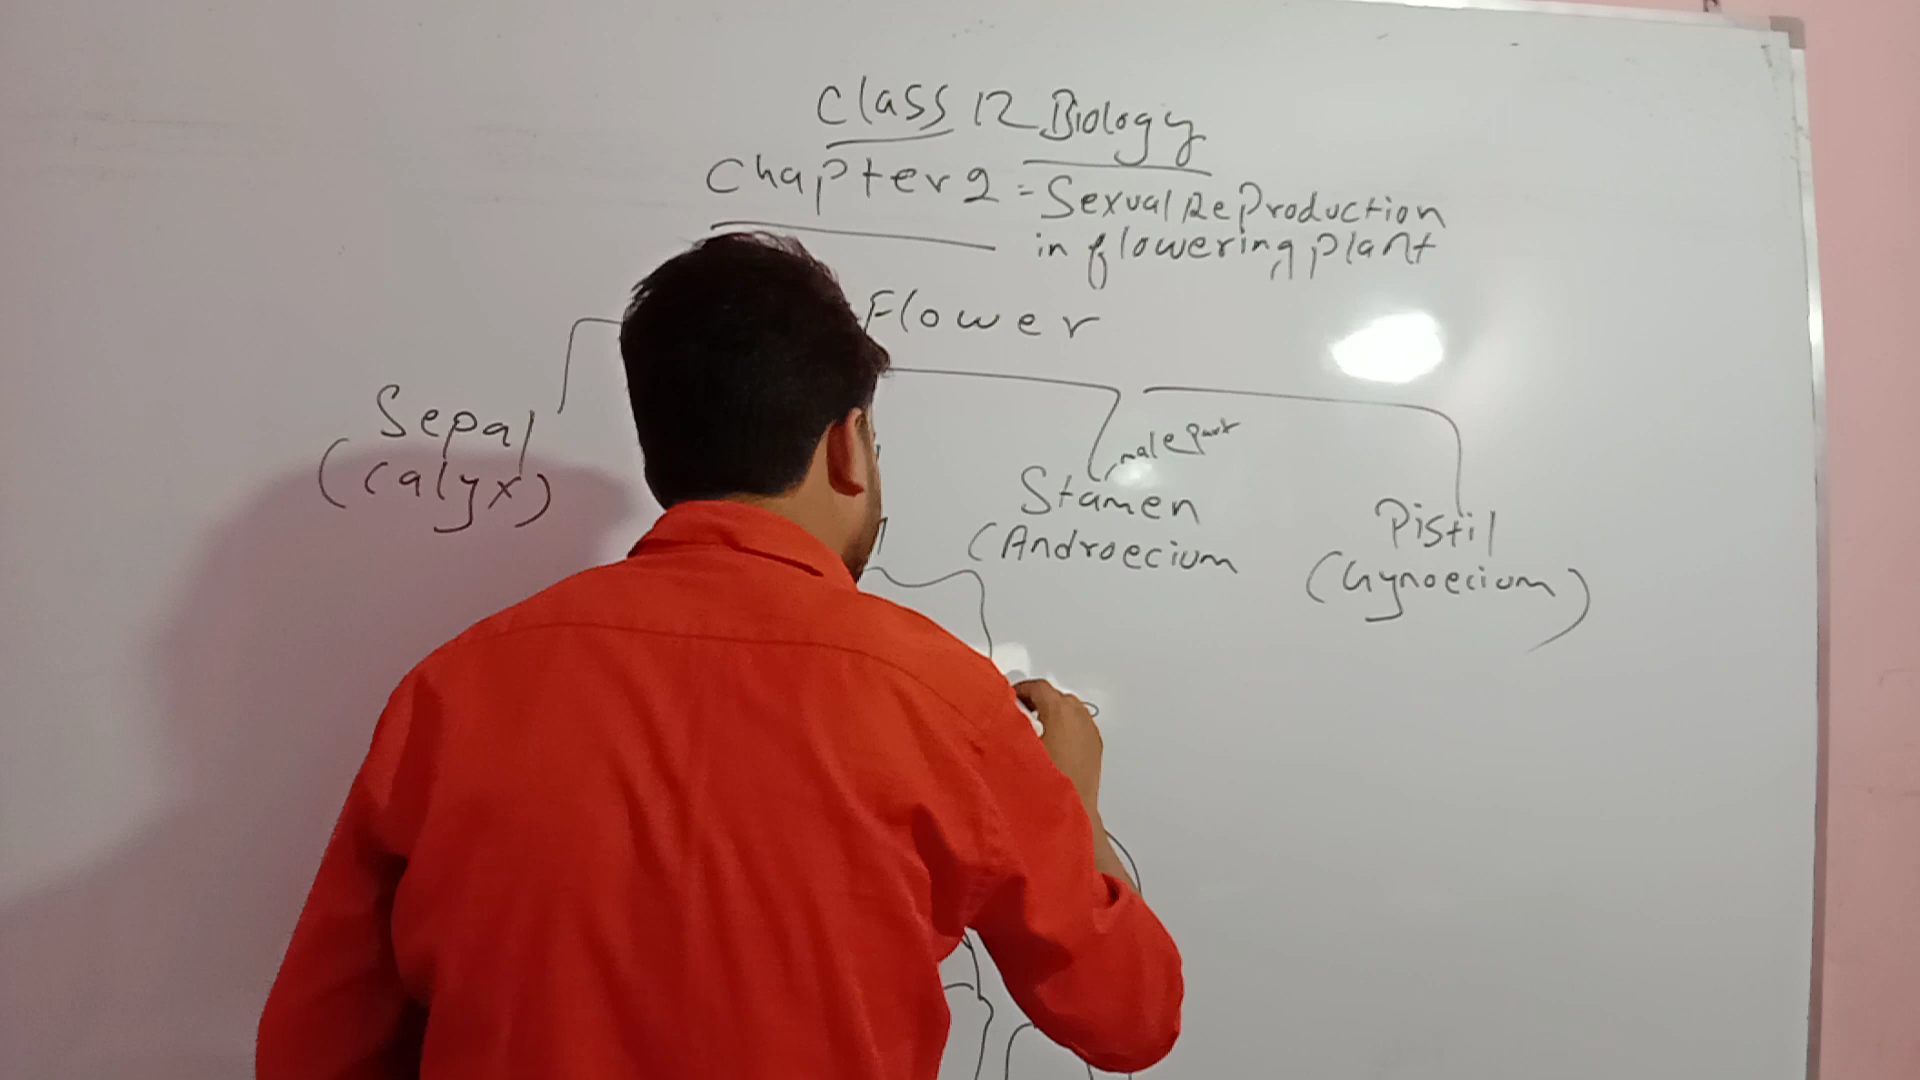 Class 12 Biology
Chapter 2 = Sexual Reproduction
in flowering plant
Flower
Sepal
(Calyx)
male part
Stamen
(Androecium
Pistil
(Gynoecium)